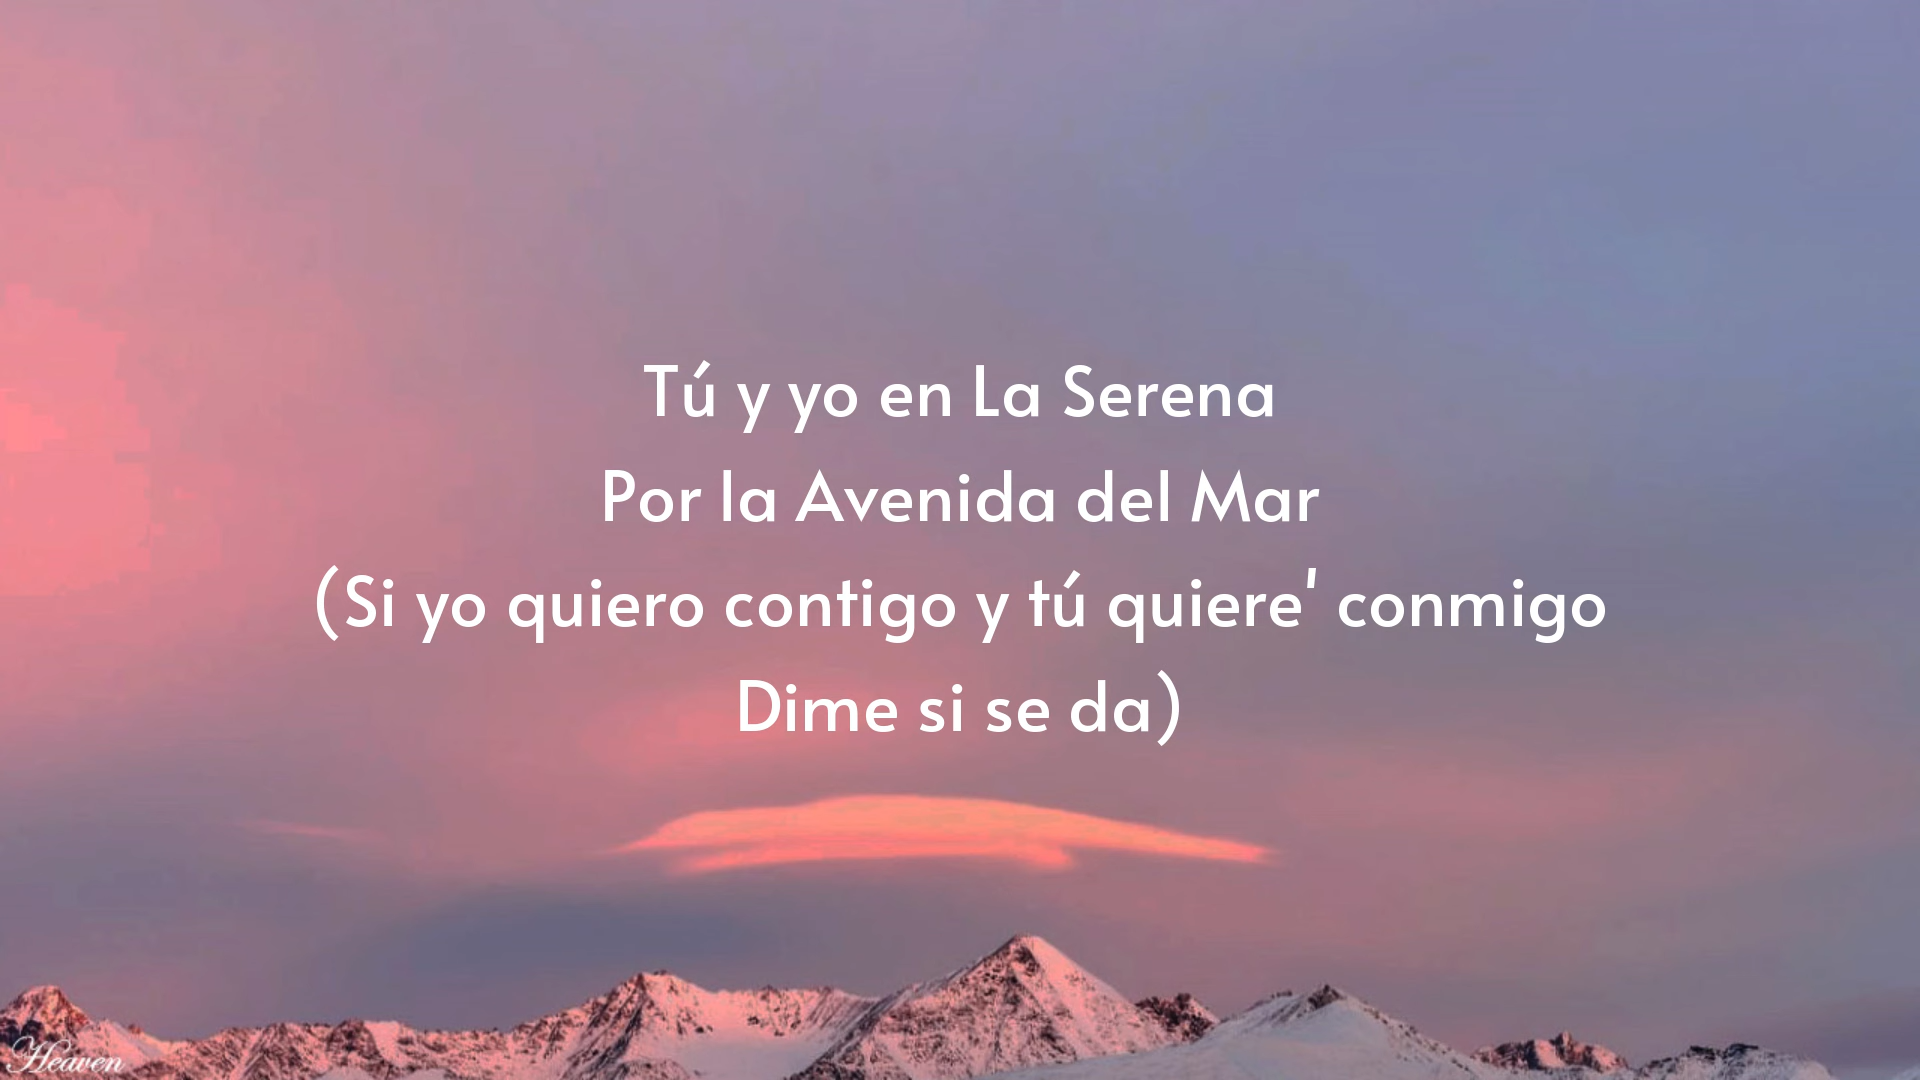 Tú y yo en La Serena
Por la Avenida del Mar
(Si yo quiero contigo y tú quiere' conmigo
Dime si se da)
Heaven